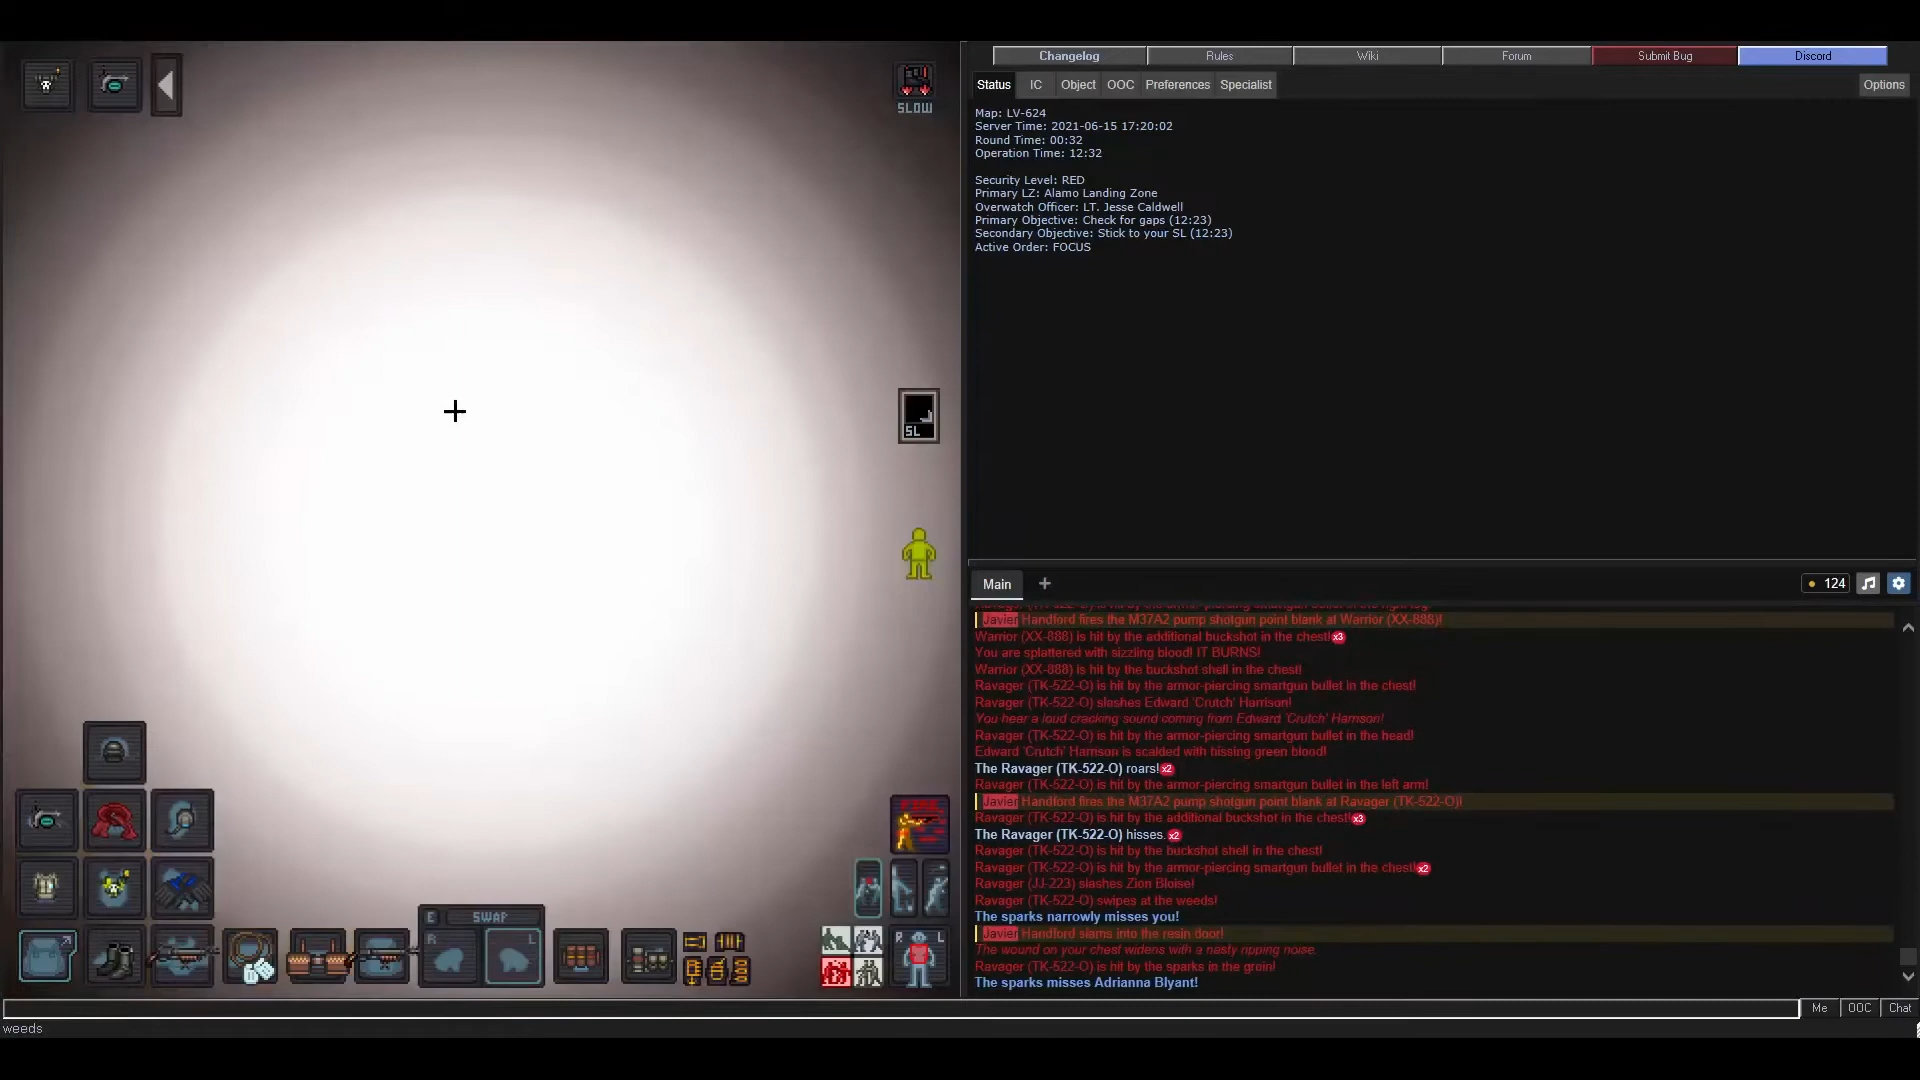 Changelog Rules Wiki Forum Submit Bug Discord
Status IC Object OOC Preferences Specialist Options
SLOW
Map: LV-624
Server Time: 2021-06-15 17:20:02
Round Time: 00:32
Operation Time: 12:32
Security Level: RED
Primary LZ: Alamo Landing Zone
Overwatch Officer: LT. Jesse Caldwell
Primary Objective: Check for gaps (12:23)
Secondary Objective: Stick to your SL (12:23)
Active Order: FOCUS
SL
Main + 124
Javier Handford fires the M37A2 pump shotgun point blank at Warrior (XX-888)!
Warrior (XX-888) is hit by the additional buckshot in the chest! x3
You are splattered with sizzling blood! IT BURNS!
Warrior (XX-888) is hit by the buckshot shell in the chest!
Ravager (TK-522-O) is hit by the armor-piercing smartgun bullet in the chest!
Ravager (TK-522-O) slashes Edward 'Crutch' Harrison!
You hear a loud cracking sound coming from Edward 'Crutch' Harrison!
Ravager (TK-522-O) is hit by the armor-piercing smartgun bullet in the head!
Edward 'Crutch' Harrison is scalded with hissing green blood!
The Ravager (TK-522-O) roars! x2
Ravager (TK-522-O) is hit by the armor-piercing smartgun bullet in the left arm!
Javier Handford fires the M37A2 pump shotgun point blank at Ravager (TK-522-O)!
Ravager (TK-522-O) is hit by the additional buckshot in the chest! x3
The Ravager (TK-522-O) hisses. x2
Ravager (TK-522-O) is hit by the buckshot shell in the chest!
Ravager (TK-522-O) is hit by the armor-piercing smartgun bullet in the chest! x2
Ravager (JJ-223) slashes Zion Bloise!
Ravager (TK-522-O) swipes at the weeds!
The sparks narrowly misses you!
Javier Handford slams into the resin door!
The wound on your chest widens with a nasty ripping noise.
Ravager (TK-522-O) is hit by the sparks in the groin!
The sparks misses Adrianna Blyant!
E SWAP
R L
R L
Me OOC Chat
weeds